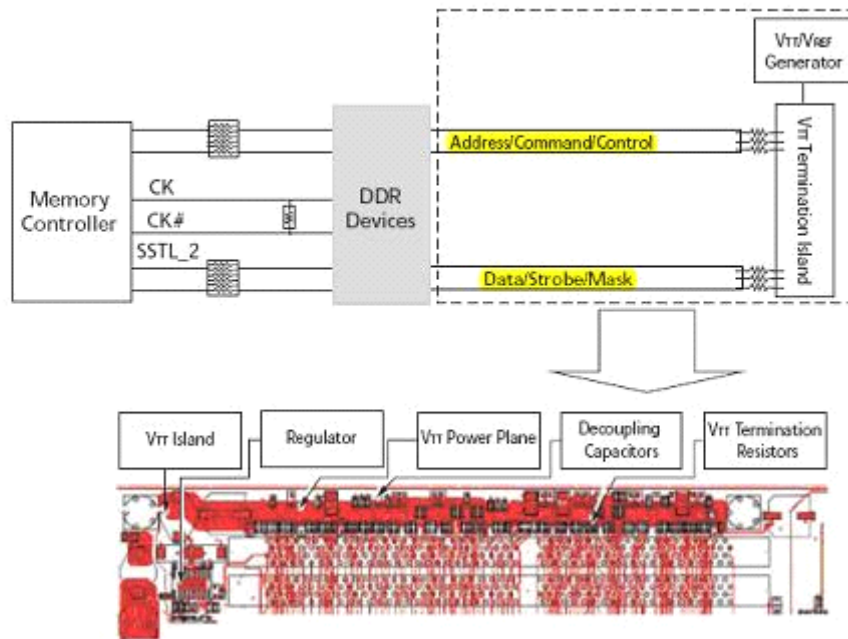 VTT/VREF
Generator
Address/Command/Control
VTT Termination Island
Memory
Controller
CK
CK#
SSTL_2
DDR
Devices
Data/Strobe/Mask
VTT Island
Regulator
VTT Power Plane
Decoupling
Capacitors
VTT Termination
Resistors